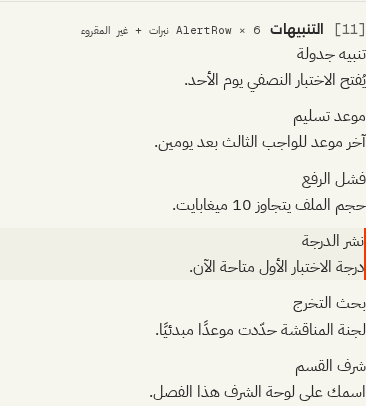 [11] التنبيهات AlertRow × 6 نبرات + غير المقروء
تنبيه جدولة
يُفتح الاختبار النصفي يوم الأحد.
موعد تسليم
آخر موعد للواجب الثالث بعد يومين.
فشل الرفع
حجم الملف يتجاوز 10 ميغابايت.
نشر الدرجة
درجة الاختبار الأول متاحة الآن.
بحث التخرج
لجنة المناقشة حدّدت موعدًا مبدئيًا.
شرف القسم
اسمك على لوحة الشرف هذا الفصل.